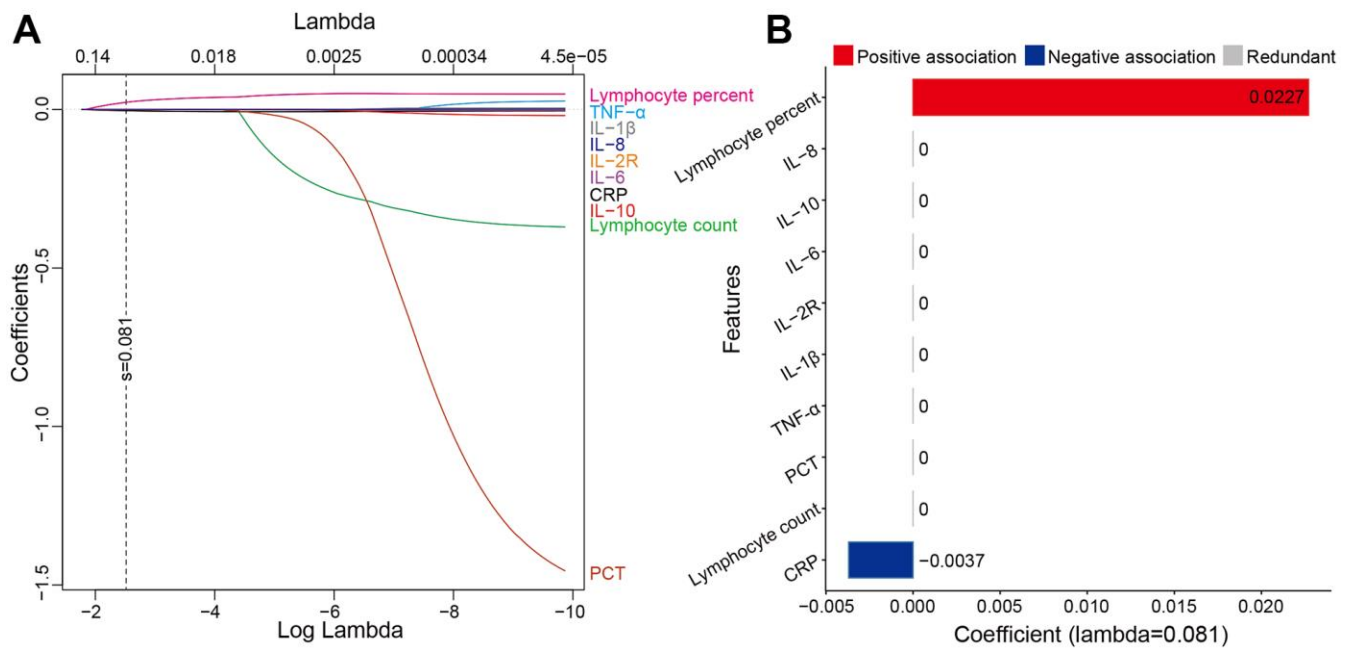 A
Lambda
0.14 0.018 0.0025 0.00034 4.5e−05
Coefficients
0.0
−0.5
−1.0
−1.5
s=0.081
Lymphocyte percent
TNF−α
IL−1β
IL−8
IL−2R
IL−6
CRP
IL−10
Lymphocyte count
PCT
−2 −4 −6 −8 −10
Log Lambda
B
Positive association Negative association Redundant
Features
Lymphocyte percent 0.0227
IL-8 0
IL-10 0
IL-6 0
IL-2R 0
IL-1β 0
TNF-α 0
PCT 0
Lymphocyte count 0
CRP −0.0037
−0.005 0.000 0.005 0.010 0.015 0.020
Coefficient (lambda=0.081)